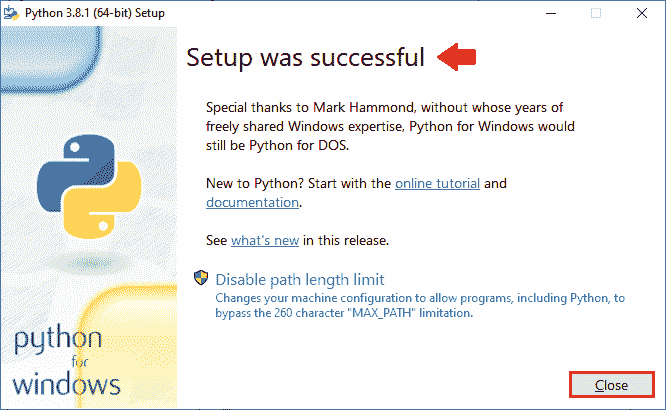 Python 3.8.1 (64-bit) Setup
Setup was successful
Special thanks to Mark Hammond, without whose years of
freely shared Windows expertise, Python for Windows would
still be Python for DOS.
New to Python? Start with the online tutorial and
documentation.
See what's new in this release.
Disable path length limit
Changes your machine configuration to allow programs, including Python, to
bypass the 260 character "MAX_PATH" limitation.
python
for
windows
Close